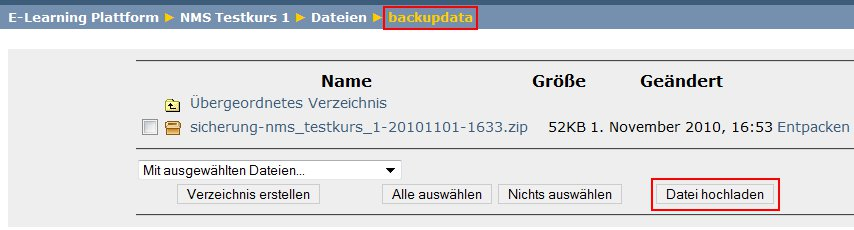 E-Learning Plattform ► NMS Testkurs 1 ► Dateien ► backupdata
Name Größe Geändert
Übergeordnetes Verzeichnis
sicherung-nms_testkurs_1-20101101-1633.zip 52KB 1. November 2010, 16:53 Entpacken
Mit ausgewählten Dateien...
Verzeichnis erstellen Alle auswählen Nichts auswählen Datei hochladen